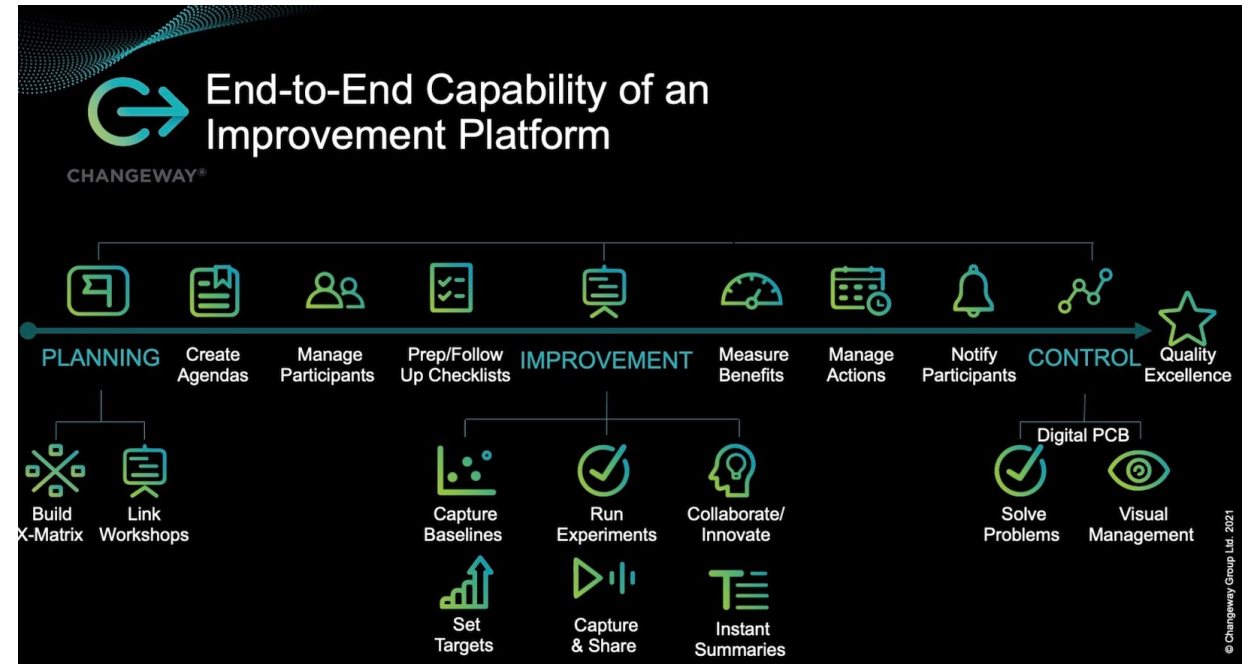 End-to-End Capability of an
Improvement Platform
CHANGEWAY®
PLANNING
Create
Agendas
Manage
Participants
Prep/Follow
Up Checklists
IMPROVEMENT
Measure
Benefits
Manage
Actions
Notify
Participants
CONTROL
Quality
Excellence
Build
X-Matrix
Link
Workshops
Capture
Baselines
Run
Experiments
Collaborate/
Innovate
Set
Targets
Capture
& Share
Instant
Summaries
Digital PCB
Solve
Problems
Visual
Management
© Changeway Group Ltd. 2021